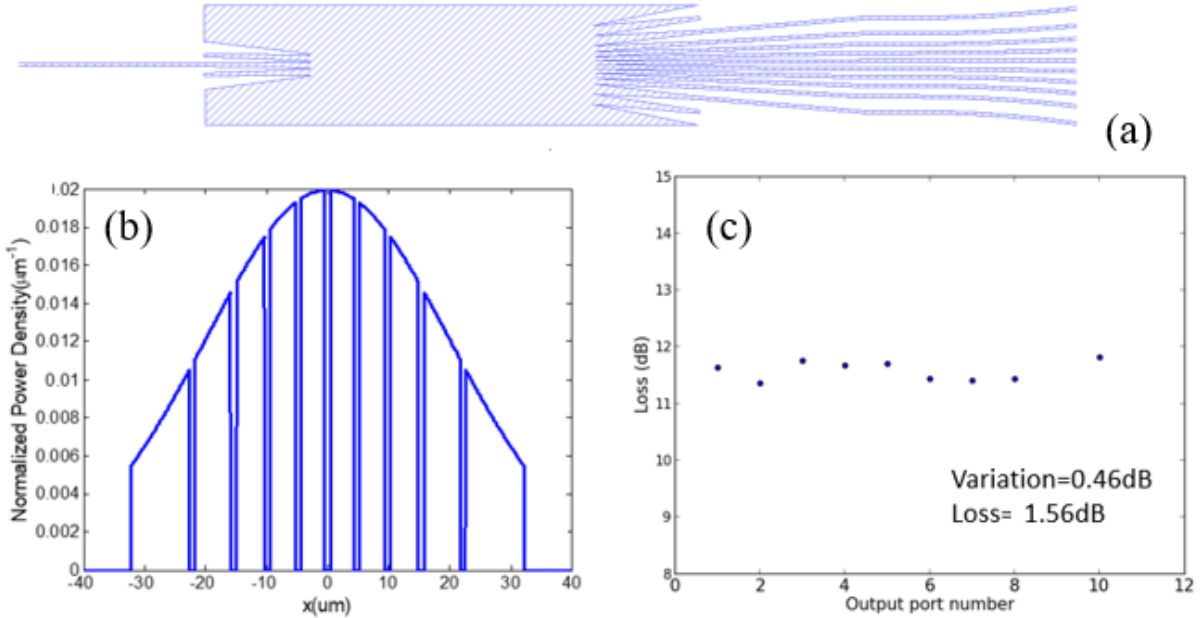 (a)
(b)
Normalized Power Density(μm⁻¹)
0.02
0.018
0.016
0.014
0.012
0.01
0.008
0.006
0.004
0.002
0
-40 -30 -20 -10 0 10 20 30 40
x(um)
(c)
Loss (dB)
15
14
13
12
11
10
9
8
Variation=0.46dB
Loss= 1.56dB
0 2 4 6 8 10 12
Output port number